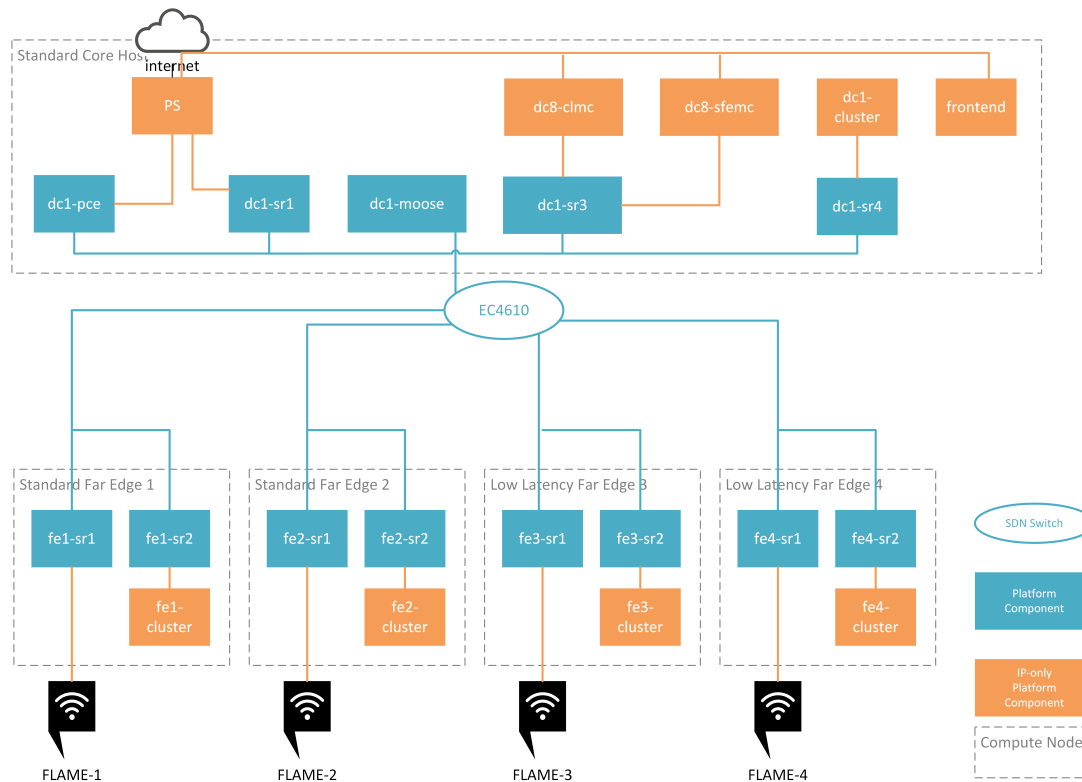 Standard Core Host
internet
PS
dc8-clmc
dc8-sfemc
dc1-
cluster
frontend
dc1-pce
dc1-sr1
dc1-moose
dc1-sr3
dc1-sr4
EC4610
Standard Far Edge 1
Standard Far Edge 2
Low Latency Far Edge 3
Low Latency Far Edge 4
fe1-sr1
fe1-sr2
fe2-sr1
fe2-sr2
fe3-sr1
fe3-sr2
fe4-sr1
fe4-sr2
fe1-
cluster
fe2-
cluster
fe3-
cluster
fe4-
cluster
FLAME-1
FLAME-2
FLAME-3
FLAME-4
SDN Switch
Platform
Component
IP-only
Platform
Component
Compute Node